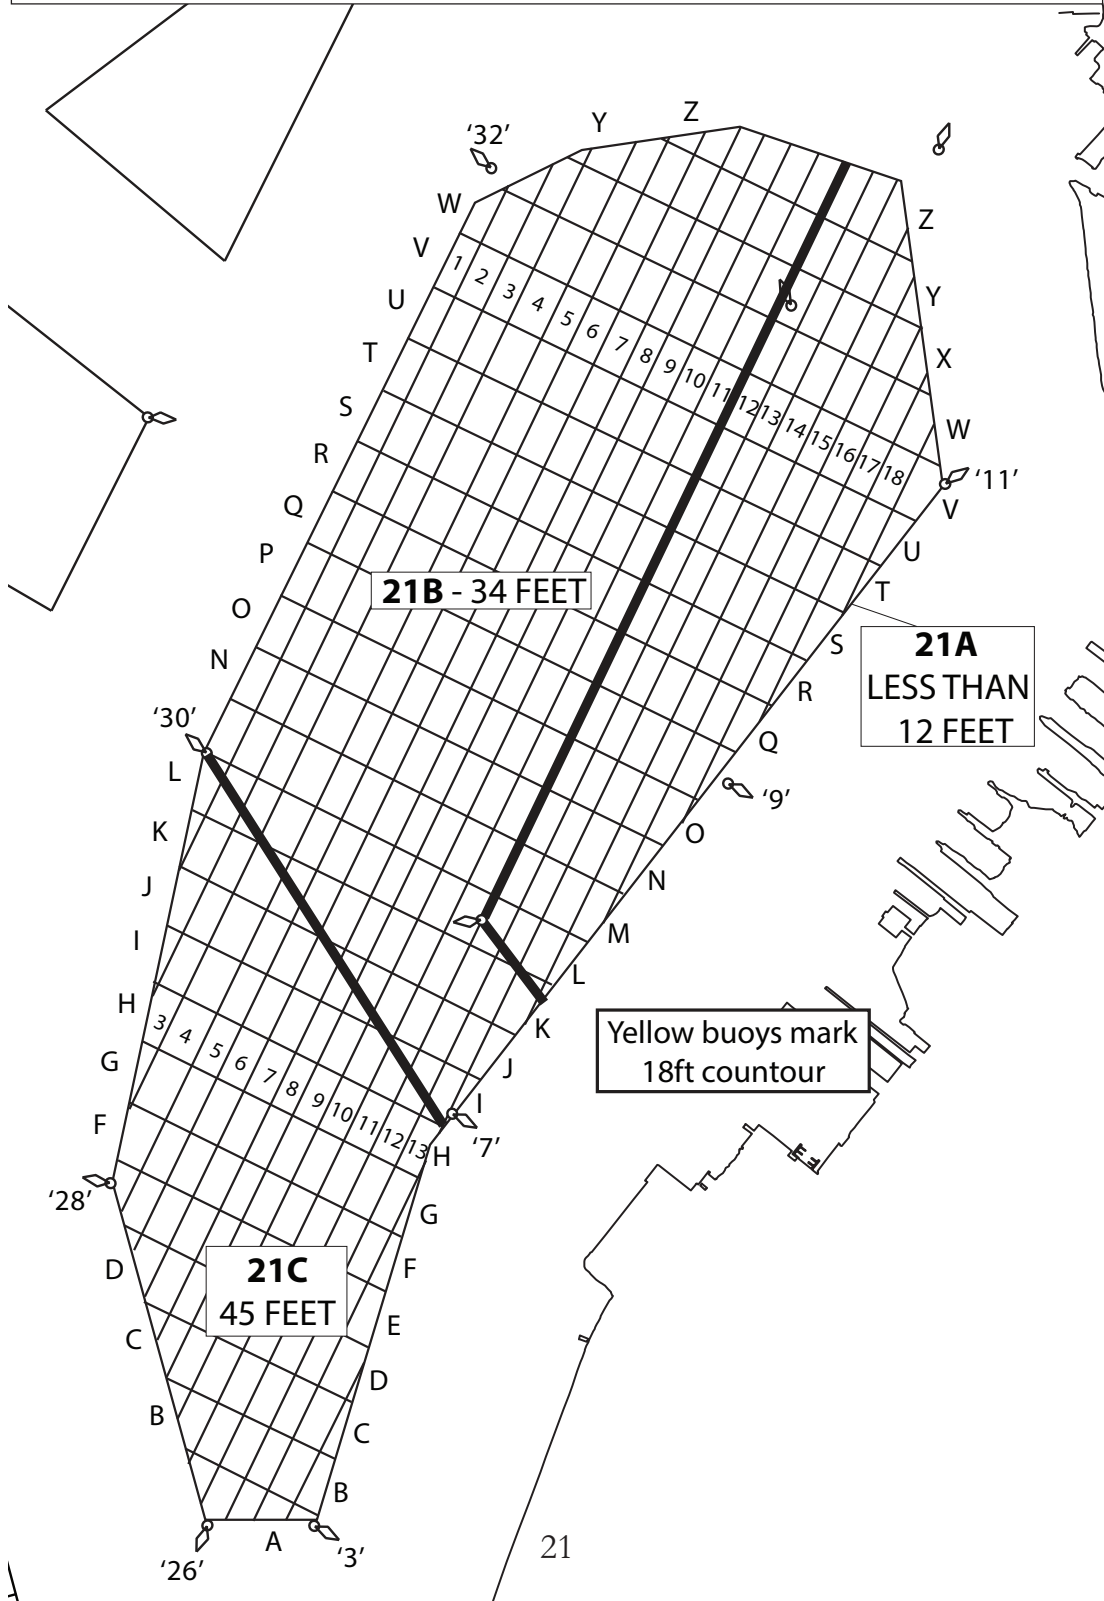 Z
Y
'32'
W
Z
V
1 2 3 4 5 6 7 8 9 10 11 12 13 14 15 16 17 18
U
Y
T
X
S
W
R
'11'
Q
V
P
U
21B - 34 FEET
T
O
S
21A
LESS THAN
12 FEET
N
R
'30'
Q
L
'9'
K
O
J
N
I
M
L
H
K
3 4 5 6 7 8 9 10 11 12 13
Yellow buoys mark
18ft countour
G
J
I
F
'7'
H
'28'
G
D
F
21C
45 FEET
C
E
D
B
C
B
A
'26'
'3'
21